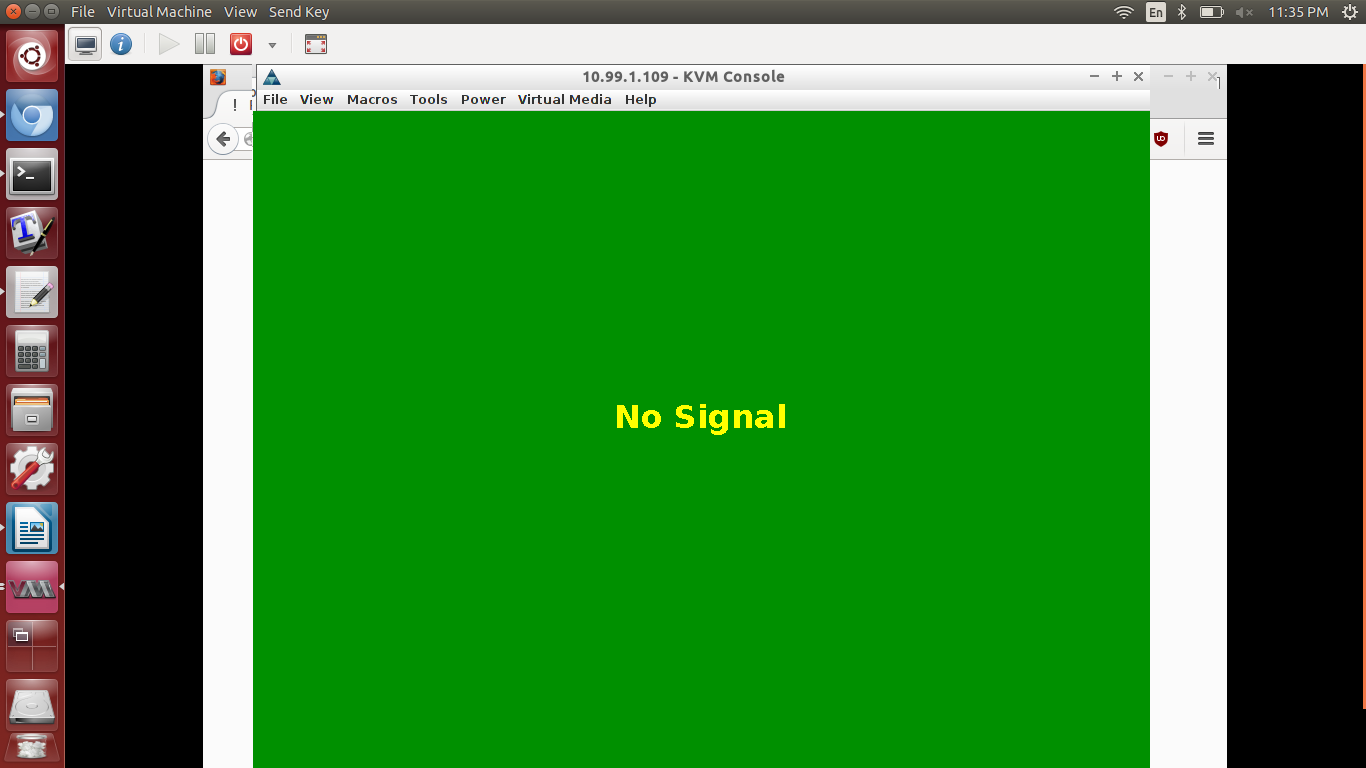 File Virtual Machine View Send Key
En 11:35 PM
10.99.1.109 - KVM Console
File View Macros Tools Power Virtual Media Help
No Signal